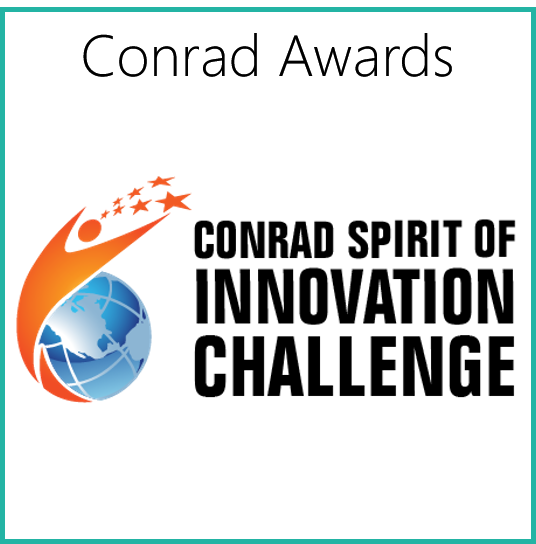 Conrad Awards
CONRAD SPIRIT OF
INNOVATION
CHALLENGE